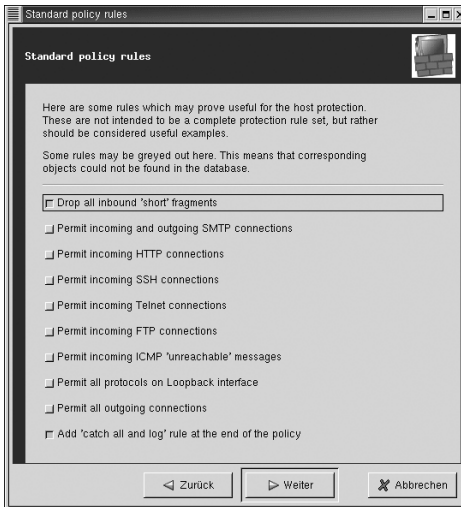 Standard policy rules
Standard policy rules
Here are some rules which may prove useful for the host protection.
These are not intended to be a complete protection rule set, but rather
should be considered useful examples.
Some rules may be greyed out here. This means that corresponding
objects could not be found in the database.
Drop all inbound 'short' fragments
Permit incoming and outgoing SMTP connections
Permit incoming HTTP connections
Permit incoming SSH connections
Permit incoming Telnet connections
Permit incoming FTP connections
Permit incoming ICMP 'unreachable' messages
Permit all protocols on Loopback interface
Permit all outgoing connections
Add 'catch all and log' rule at the end of the policy
Zurück
Weiter
Abbrechen